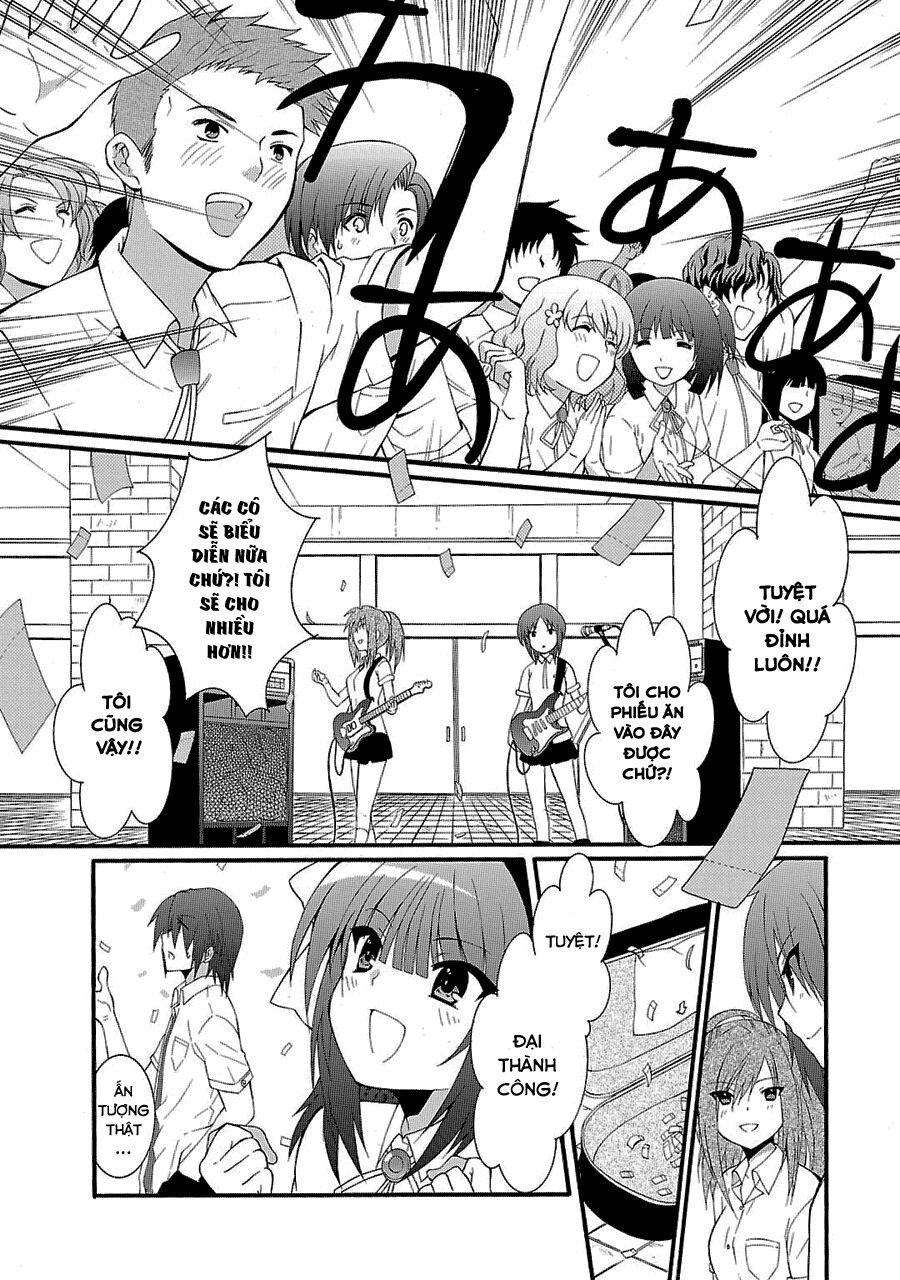 わあああああ
TUYỆT
VỜI! QUÁ
ĐỈNH
LUÔN!!
CÁC CÔ
SẼ BIỂU
DIỄN NỮA
CHỨ?! TÔI
SẼ CHO
NHIỀU
HƠN!!
TÔI CHO
PHIẾU ĂN
VÀO ĐÂY
ĐƯỢC
CHỨ?!
TÔI
CŨNG
VẬY!!
TUYỆT!
ĐẠI
THÀNH
CÔNG!
ẤN
TƯỢNG
THẬT
...